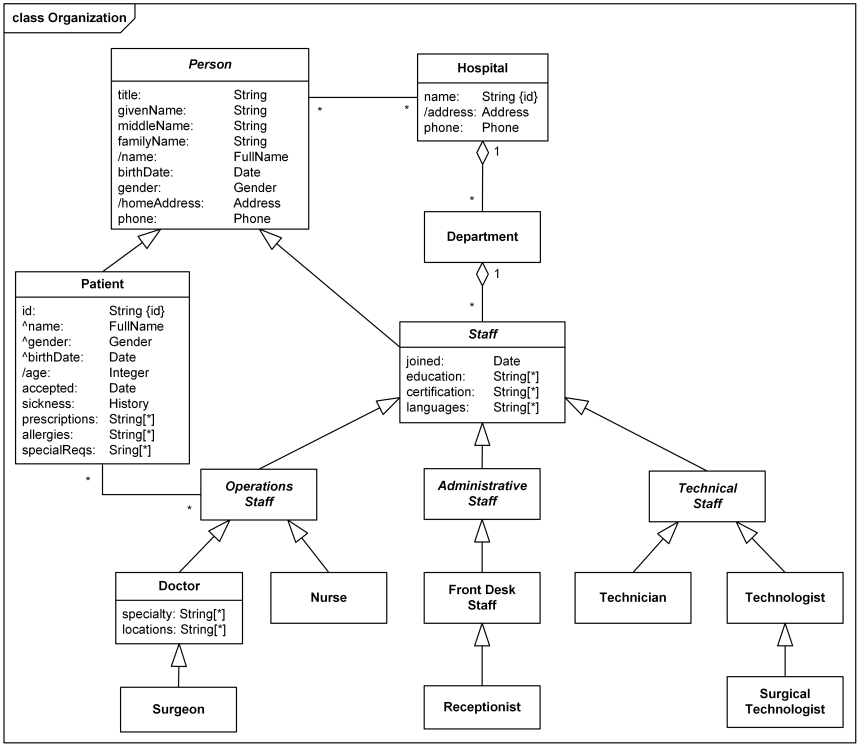 class Organization
Person
title: String
givenName: String
middleName: String
familyName: String
/name: FullName
birthDate: Date
gender: Gender
/homeAddress: Address
phone: Phone
*
*
Hospital
name: String {id}
/address: Address
phone: Phone
1
*
Department
1
*
Patient
id: String {id}
^name: FullName
^gender: Gender
^birthDate: Date
/age: Integer
accepted: Date
sickness: History
prescriptions: String[*]
allergies: String[*]
specialReqs: Sring[*]
*
*
Staff
joined: Date
education: String[*]
certification: String[*]
languages: String[*]
Operations
Staff
Administrative
Staff
Technical
Staff
Doctor
specialty: String[*]
locations: String[*]
Nurse
Front Desk
Staff
Technician
Technologist
Surgeon
Receptionist
Surgical
Technologist